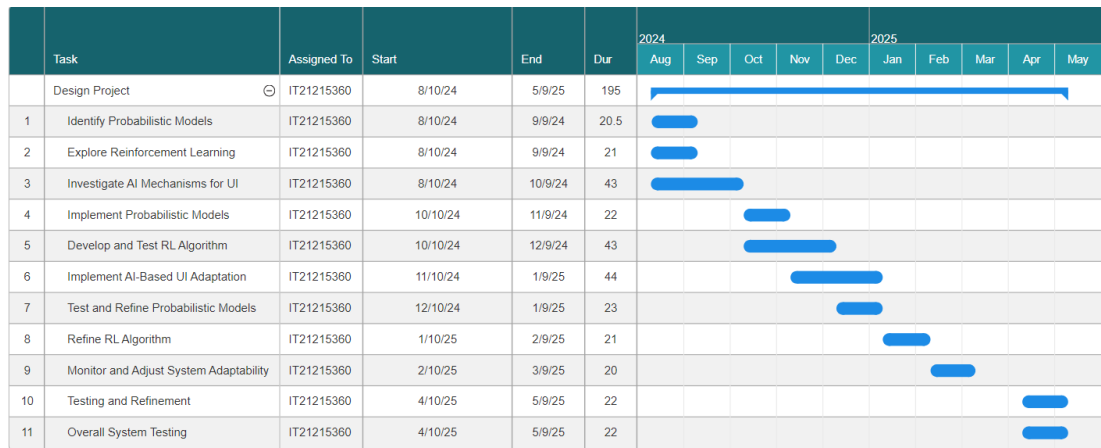 2024 2025
Task Assigned To Start End Dur Aug Sep Oct Nov Dec Jan Feb Mar Apr May
Design Project IT21215360 8/10/24 5/9/25 195
1 Identify Probabilistic Models IT21215360 8/10/24 9/9/24 20.5
2 Explore Reinforcement Learning IT21215360 8/10/24 9/9/24 21
3 Investigate AI Mechanisms for UI IT21215360 8/10/24 10/9/24 43
4 Implement Probabilistic Models IT21215360 10/10/24 11/9/24 22
5 Develop and Test RL Algorithm IT21215360 10/10/24 12/9/24 43
6 Implement AI-Based UI Adaptation IT21215360 11/10/24 1/9/25 44
7 Test and Refine Probabilistic Models IT21215360 12/10/24 1/9/25 23
8 Refine RL Algorithm IT21215360 1/10/25 2/9/25 21
9 Monitor and Adjust System Adaptability IT21215360 2/10/25 3/9/25 20
10 Testing and Refinement IT21215360 4/10/25 5/9/25 22
11 Overall System Testing IT21215360 4/10/25 5/9/25 22